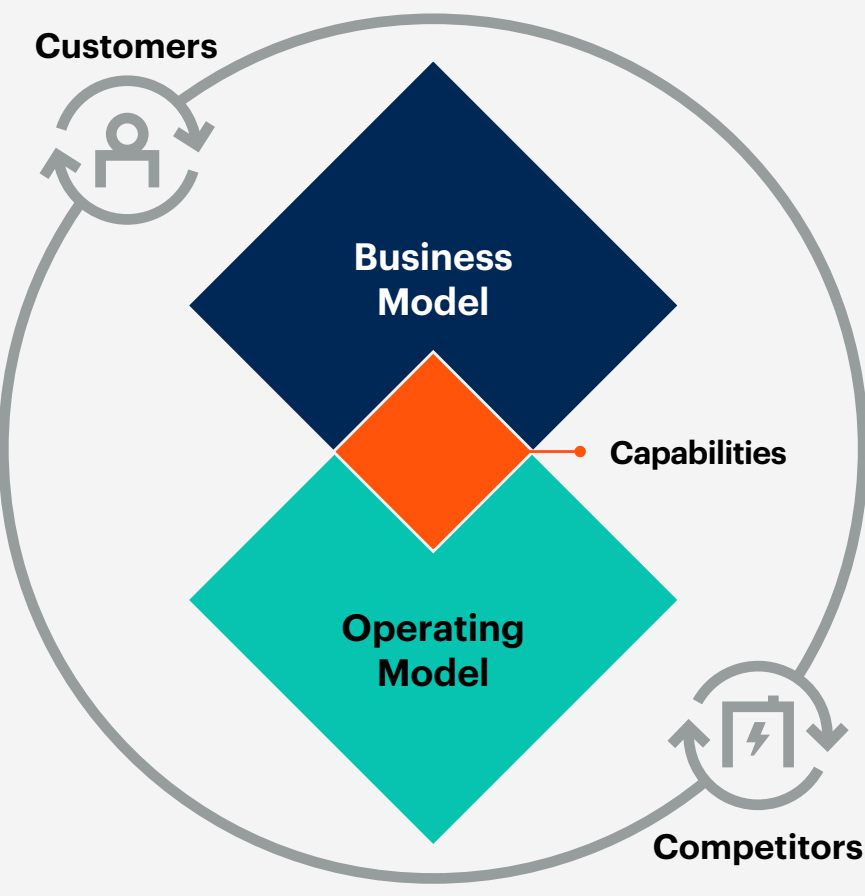 Customers
Business
Model
Capabilities
Operating
Model
Competitors